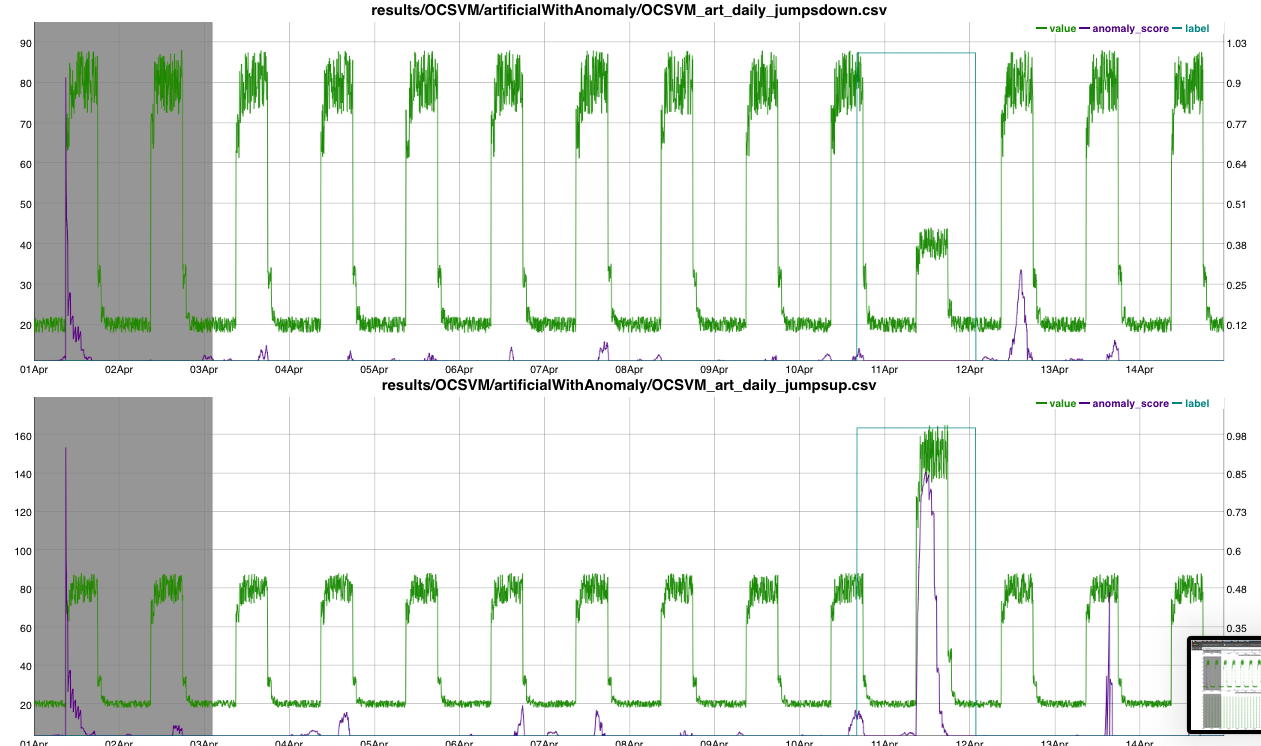 results/OCSVM/artificialWithAnomaly/OCSVM_art_daily_jumpsdown.csv
value anomaly_score label
90 1.03
80 0.9
70 0.77
60 0.64
50 0.51
40 0.38
30 0.25
20 0.12
01Apr 02Apr 03Apr 04Apr 05Apr 06Apr 07Apr 08Apr 09Apr 10Apr 11Apr 12Apr 13Apr 14Apr
results/OCSVM/artificialWithAnomaly/OCSVM_art_daily_jumpsup.csv
value anomaly_score label
160 0.98
140 0.85
120 0.73
100 0.6
80 0.48
60 0.35
40
20
01Apr 02Apr 03Apr 04Apr 05Apr 06Apr 07Apr 08Apr 09Apr 10Apr 11Apr 12Apr 13Apr 14Apr